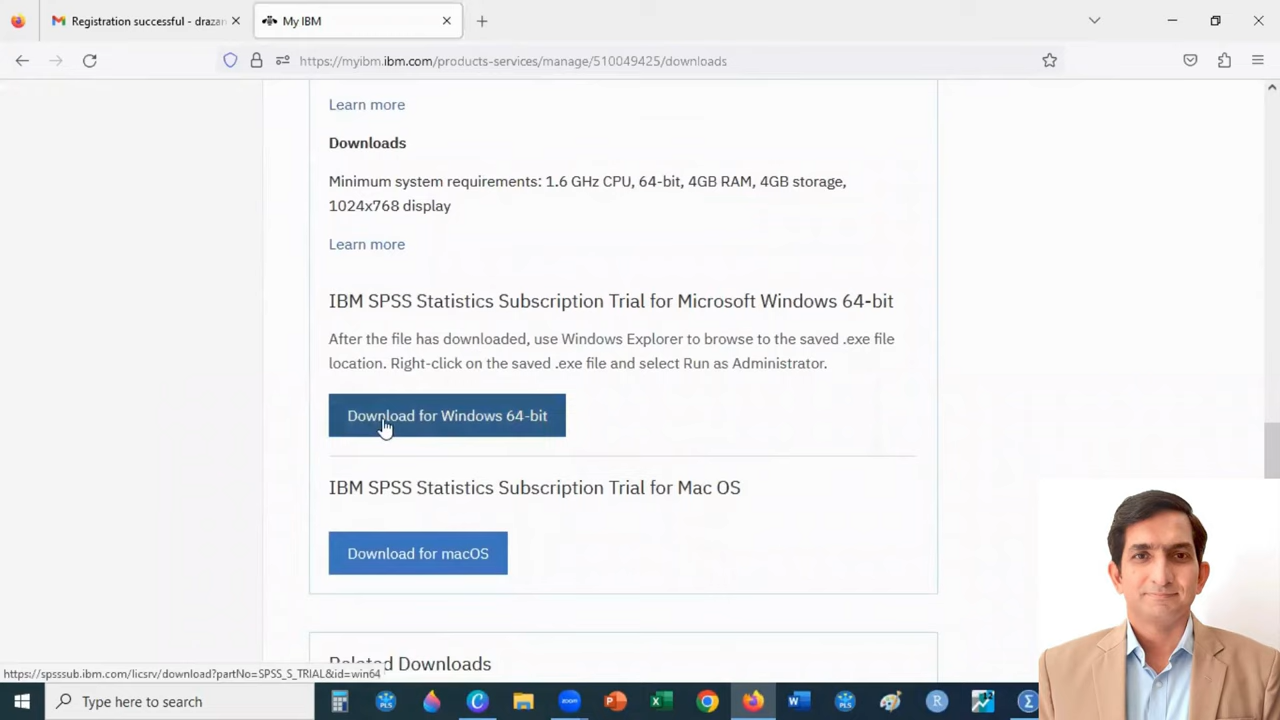 Registration successful - drazan
My IBM
https://myibm.ibm.com/products-services/manage/510049425/downloads
Learn more
Downloads
Minimum system requirements: 1.6 GHz CPU, 64-bit, 4GB RAM, 4GB storage,
1024x768 display
Learn more
IBM SPSS Statistics Subscription Trial for Microsoft Windows 64-bit
After the file has downloaded, use Windows Explorer to browse to the saved .exe file
location. Right-click on the saved .exe file and select Run as Administrator.
Download for Windows 64-bit
IBM SPSS Statistics Subscription Trial for Mac OS
Download for macOS
Related Downloads
https://spsssub.ibm.com/licsrv/download?partNo=SPSS_S_TRIAL&id=win64
Type here to search